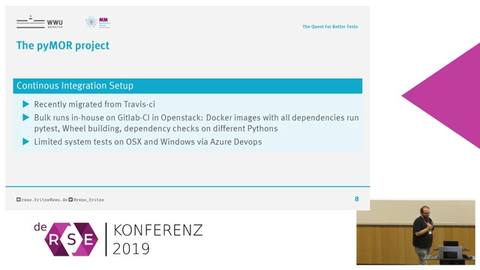 WWU
MÜNSTER
MM
The Quest For Better Tests
The pyMOR project
Continous Integration Setup
Recently migrated from Travis-ci
Bulk runs in-house on Gitlab-CI in Openstack: Docker images with all dependencies run
pytest, Wheel building, dependency checks on different Pythons
Limited system tests on OSX and Windows via Azure Devops
8
de
RSE
KONFERENZ
2019